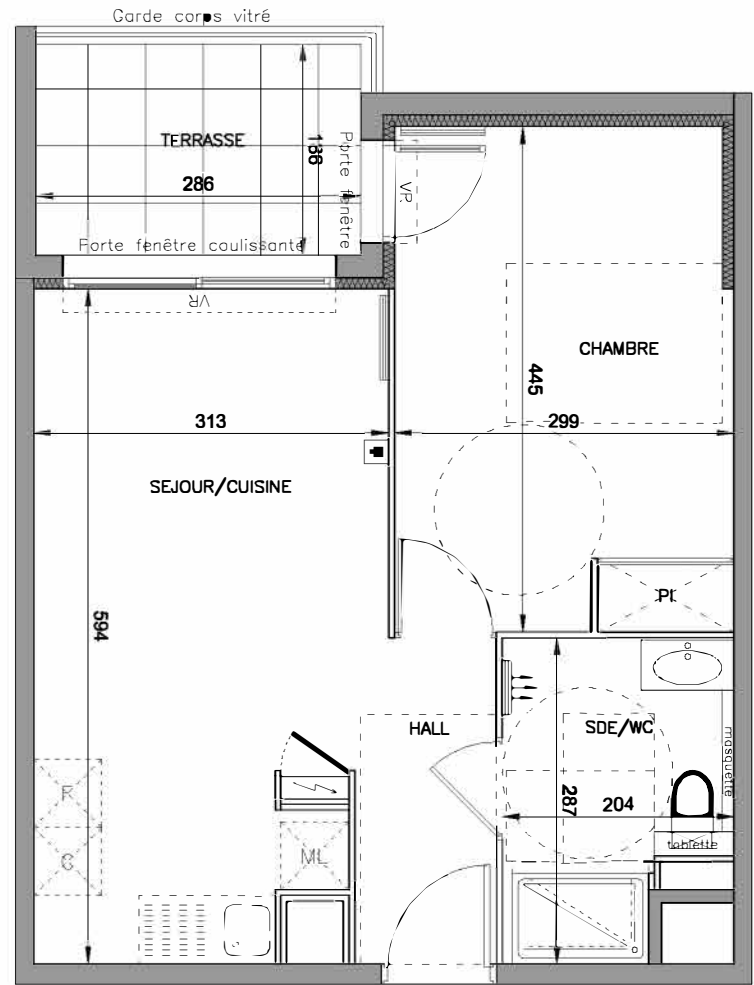 Garde corps vitré
TERRASSE
186
286
Porte fenêtre
VR
Porte fenêtre coulissante
VR
CHAMBRE
445
313
299
SEJOUR/CUISINE
594
PI
HALL
SDE/WC
masquette
287
204
tablette
R
C
ML